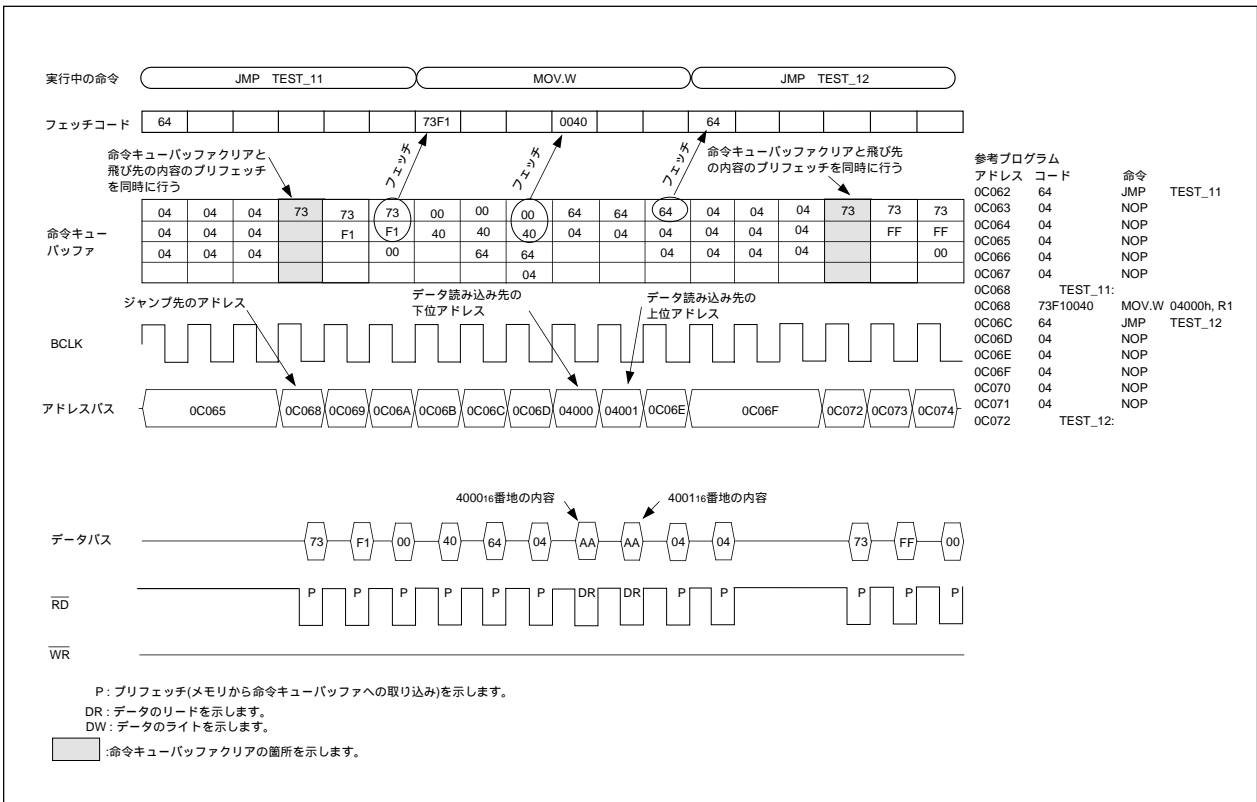 実行中の命令 JMP TEST_11 MOV.W JMP TEST_12
フェッチコード 64 73F1 0040 64
命令キューバッファクリアと
飛び先の内容のプリフェッチ
を同時に行う
フェッチ
フェッチ
フェッチ
命令キューバッファクリアと飛び先
の内容のプリフェッチを同時に行う
命令キュー
バッファ
04 04 04 73 73 73 00 00 00 64 64 64 04 04 04 73 73 73
04 04 04 F1 F1 40 40 40 04 04 04 04 04 04 FF FF
04 04 04 00 64 64 04 04 04 04 00
04
ジャンプ先のアドレス
データ読み込み先の
下位アドレス
データ読み込み先の
上位アドレス
BCLK
アドレスバス 0C065 0C068 0C069 0C06A 0C06B 0C06C 0C06D 04000 04001 0C06E 0C06F 0C072 0C073 0C074
400016番地の内容 400116番地の内容
データバス 73 F1 00 40 64 04 AA AA 04 04 73 FF 00
RD P P P P P P DR DR P P P P P
WR
P : プリフェッチ(メモリから命令キューバッファへの取り込み)を示します。
DR : データのリードを示します。
DW : データのライトを示します。
:命令キューバッファクリアの箇所を示します。
参考プログラム
アドレス コード 命令
0C062 64 JMP TEST_11
0C063 04 NOP
0C064 04 NOP
0C065 04 NOP
0C066 04 NOP
0C067 04 NOP
0C068 TEST_11:
0C068 73F10040 MOV.W 04000h, R1
0C06C 64 JMP TEST_12
0C06D 04 NOP
0C06E 04 NOP
0C06F 04 NOP
0C070 04 NOP
0C071 04 NOP
0C072 TEST_12: